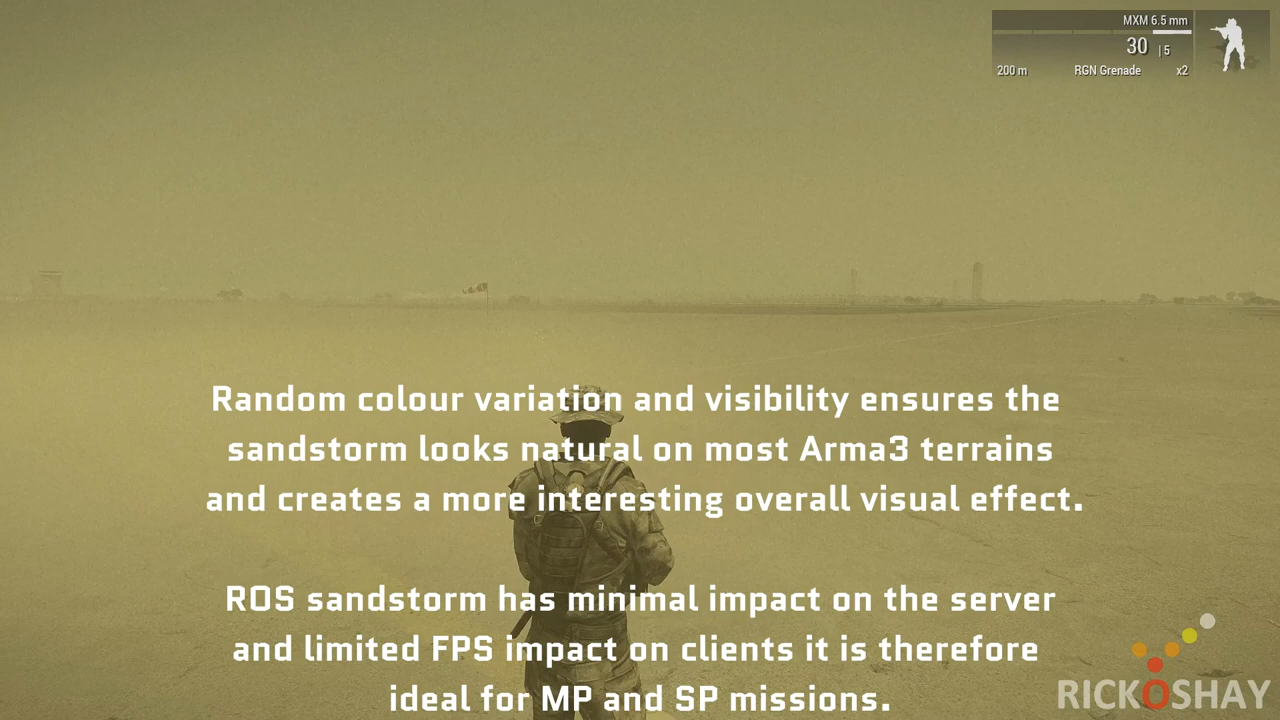 MXM 6.5 mm
30 | 5
200 m RGN Grenade x2
Random colour variation and visibility ensures the
sandstorm looks natural on most Arma3 terrains
and creates a more interesting overall visual effect.
ROS sandstorm has minimal impact on the server
and limited FPS impact on clients it is therefore
ideal for MP and SP missions.
RICKOSHAY